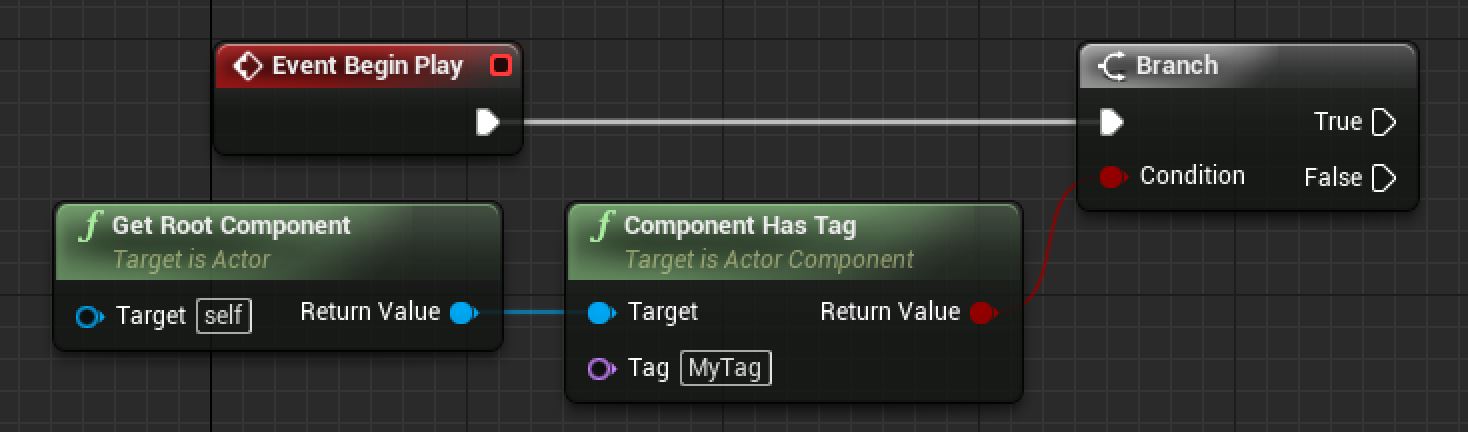 Event Begin Play
Branch
True
Condition
False
Get Root Component
Target is Actor
Target self
Return Value
Component Has Tag
Target is Actor Component
Target
Return Value
Tag MyTag